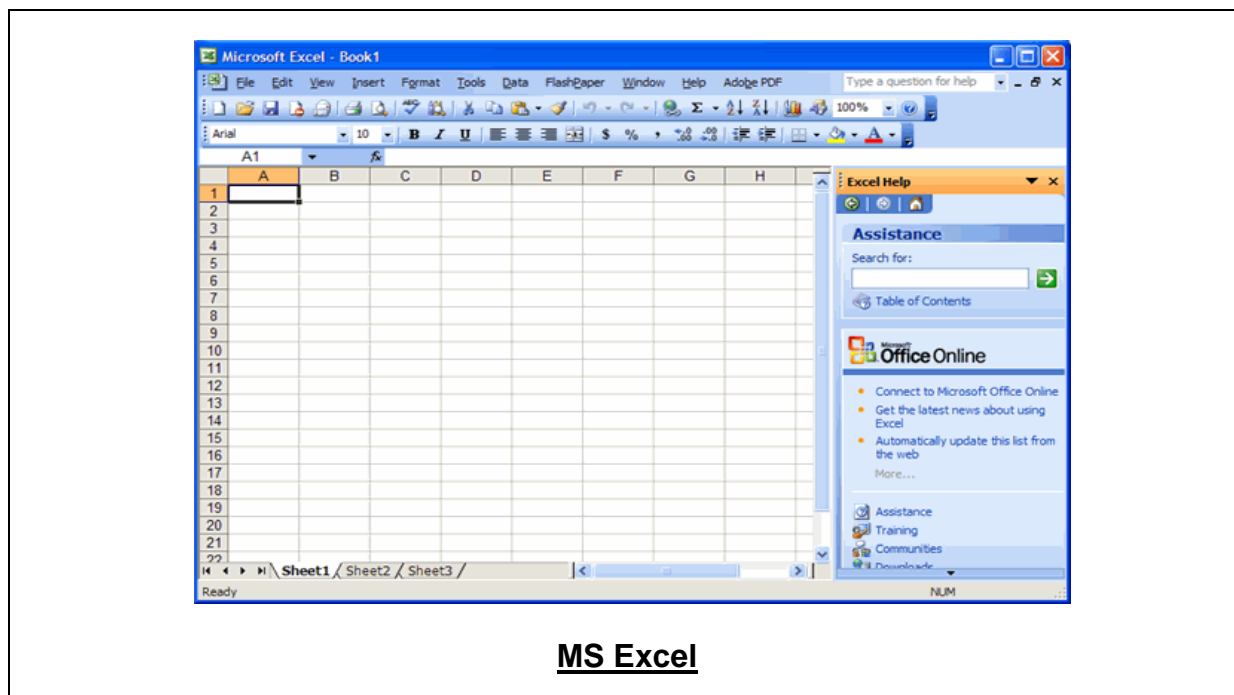 Microsoft Excel - Book1
File Edit View Insert Format Tools Data FlashPaper Window Help Adobe PDF Type a question for help
100%
Arial 10 B I U $ % ,
A1 fx
A B C D E F G H
Excel Help
1
2
3
4
5
6
7
8
9
10
11
12
13
14
15
16
17
18
19
20
21
22
Assistance
Search for:
Table of Contents
Microsoft
Office Online
Connect to Microsoft Office Online
Get the latest news about using
Excel
Automatically update this list from
the web
More...
Assistance
Training
Communities
Downloads
Sheet1 Sheet2 Sheet3
Ready NUM
MS Excel